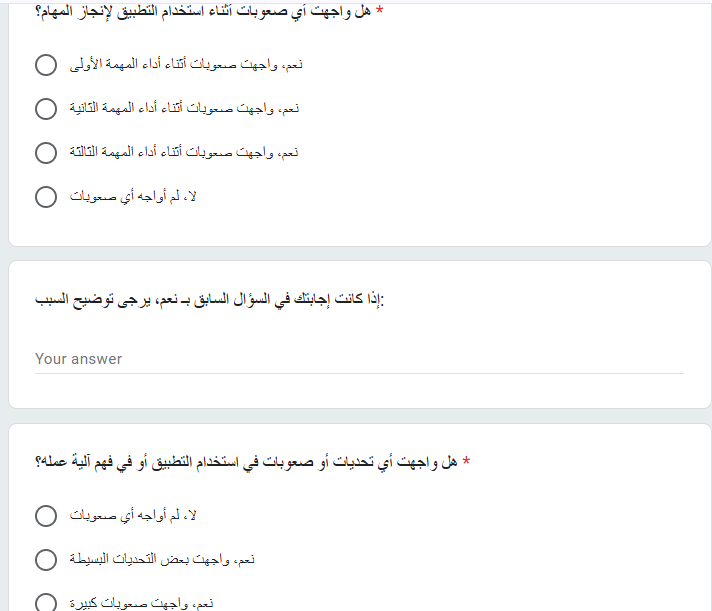 هل واجهت أي صعوبات أثناء استخدام التطبيق لإنجاز المهام؟ *
نعم، واجهت صعوبات أثناء أداء المهمة الأولى
نعم، واجهت صعوبات أثناء أداء المهمة الثانية
نعم، واجهت صعوبات أثناء أداء المهمة الثالثة
لا، لم أواجه أي صعوبات
إذا كانت إجابتك في السؤال السابق بـ نعم، يرجى توضيح السبب:
Your answer
هل واجهت أي تحديات أو صعوبات في استخدام التطبيق أو في فهم آلية عمله؟ *
لا، لم أواجه أي صعوبات
نعم، واجهت بعض التحديات البسيطة
نعم، واجهت صعوبات كبيرة